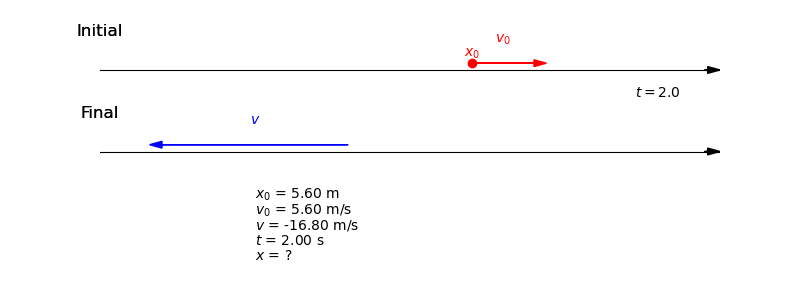 Initial
v₀
x₀
t = 2.0
Final
v
x₀ = 5.60 m
v₀ = 5.60 m/s
v = -16.80 m/s
t = 2.00 s
x = ?